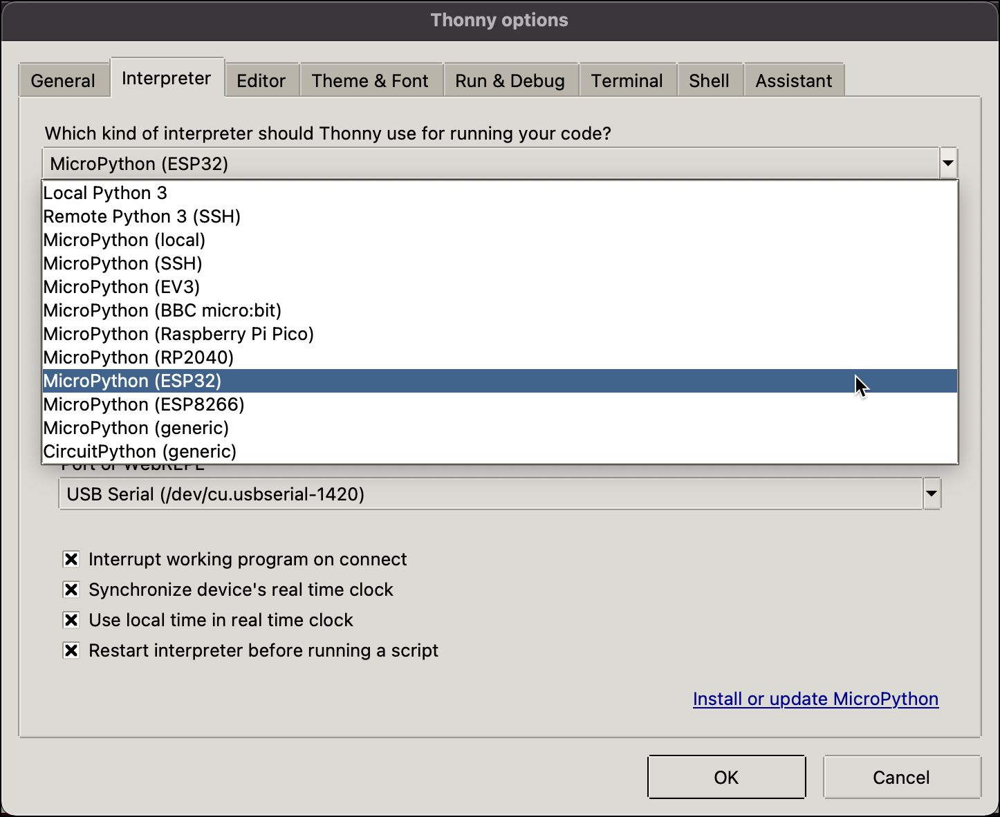 Thonny options
General Interpreter Editor Theme & Font Run & Debug Terminal Shell Assistant
Which kind of interpreter should Thonny use for running your code?
MicroPython (ESP32)
Local Python 3
Remote Python 3 (SSH)
MicroPython (local)
MicroPython (SSH)
MicroPython (EV3)
MicroPython (BBC micro:bit)
MicroPython (Raspberry Pi Pico)
MicroPython (RP2040)
MicroPython (ESP32)
MicroPython (ESP8266)
MicroPython (generic)
CircuitPython (generic)
Port or WebREPL
USB Serial (/dev/cu.usbserial-1420)
Interrupt working program on connect
Synchronize device's real time clock
Use local time in real time clock
Restart interpreter before running a script
Install or update MicroPython
OK Cancel